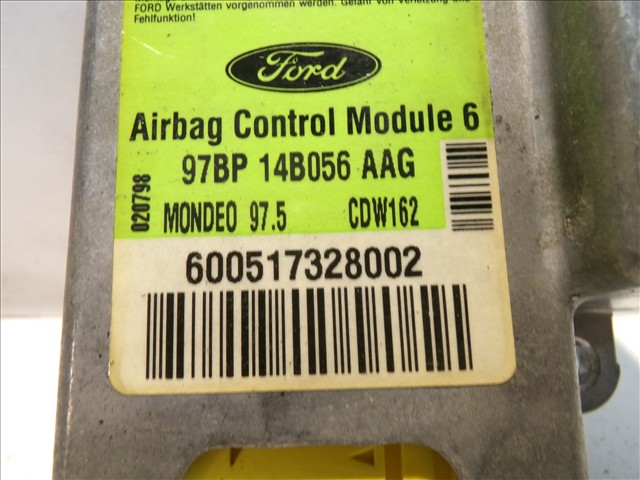 FORD Werkstätten vorgenommen werden. Gefahr von Verletzung und
Fehlfunktion!
Ford
Airbag Control Module 6
97BP 14B056 AAG
020798
MONDEO 97.5 CDW162
600517328002